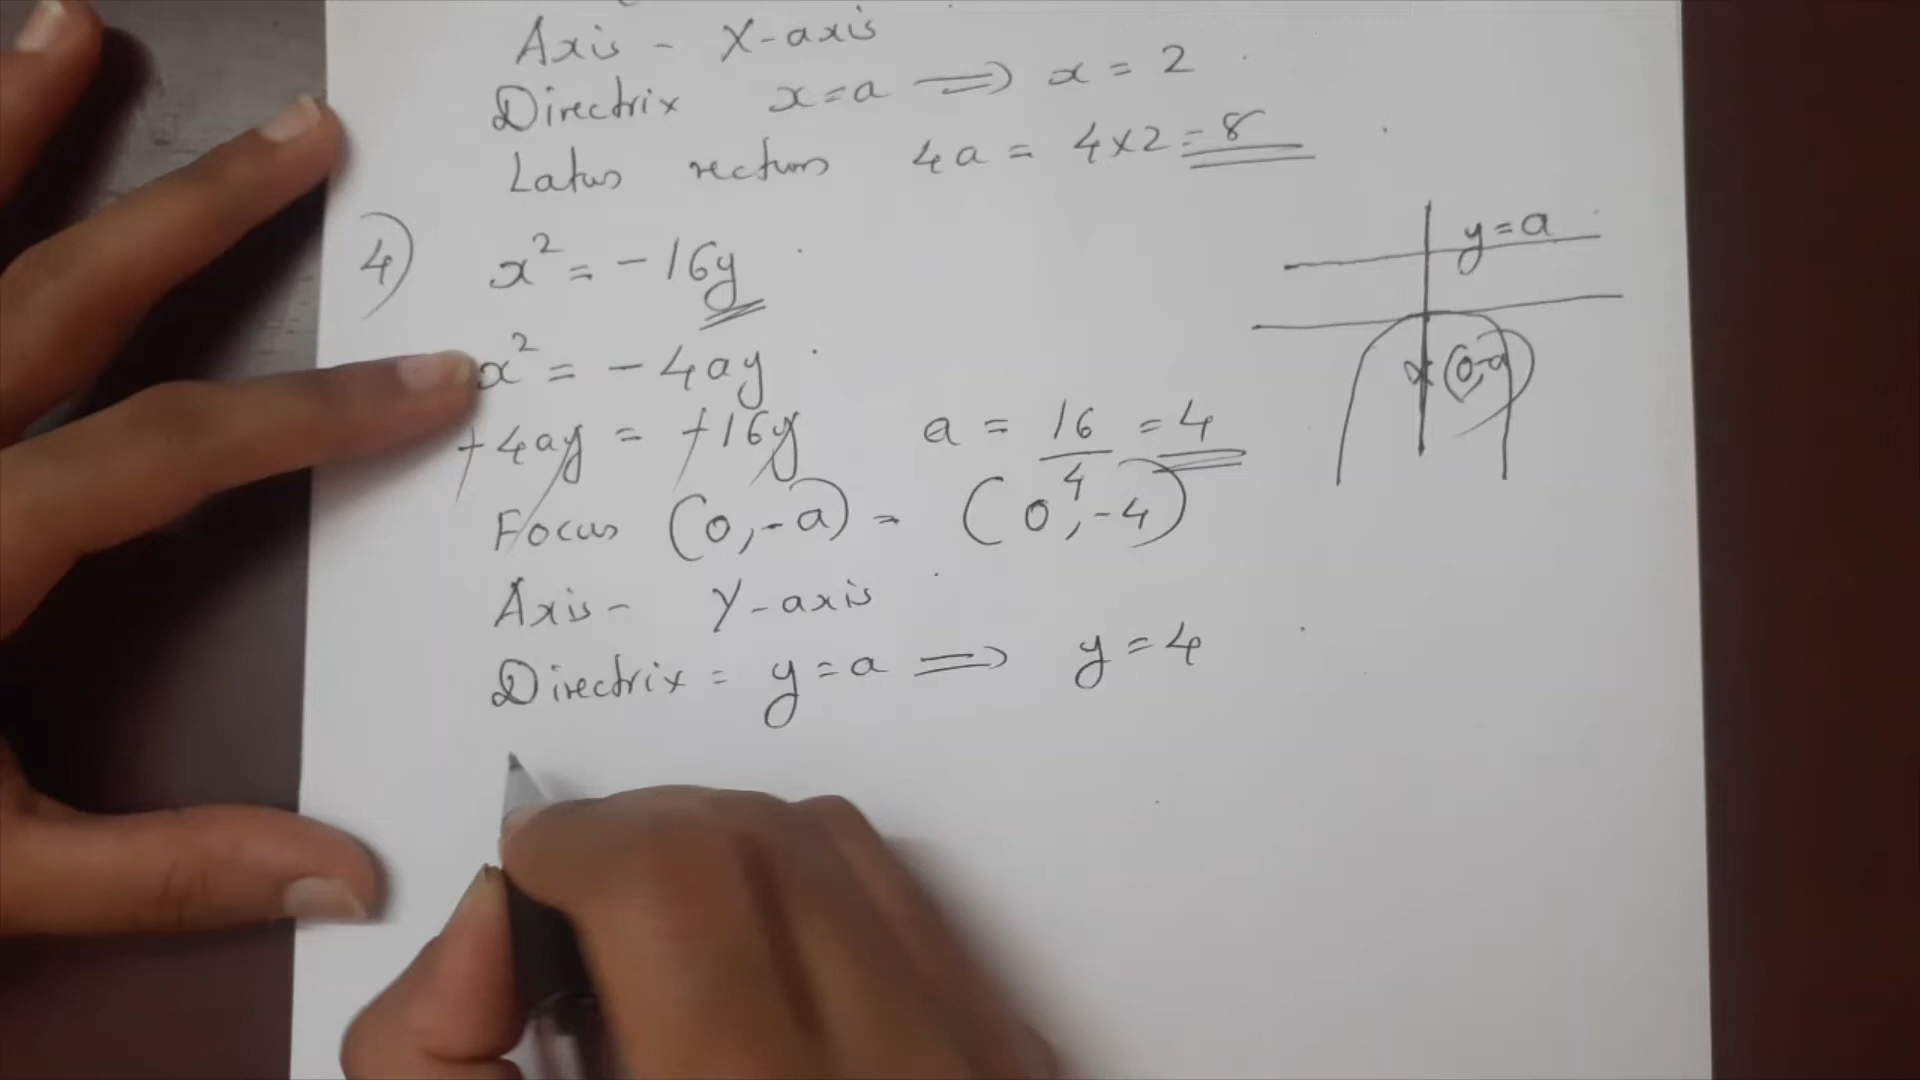 Axis - X-axis
Directrix x=a ⟹ x = 2
Latus rectum 4a = 4×2 = 8
4) x² = -16y
x² = -4ay
+4ay = +16y a = 16/4 = 4
Focus (0,-a) = (0,-4)
Axis - Y-axis
Directrix = y=a ⟹ y=4
y=a
(0,-a)